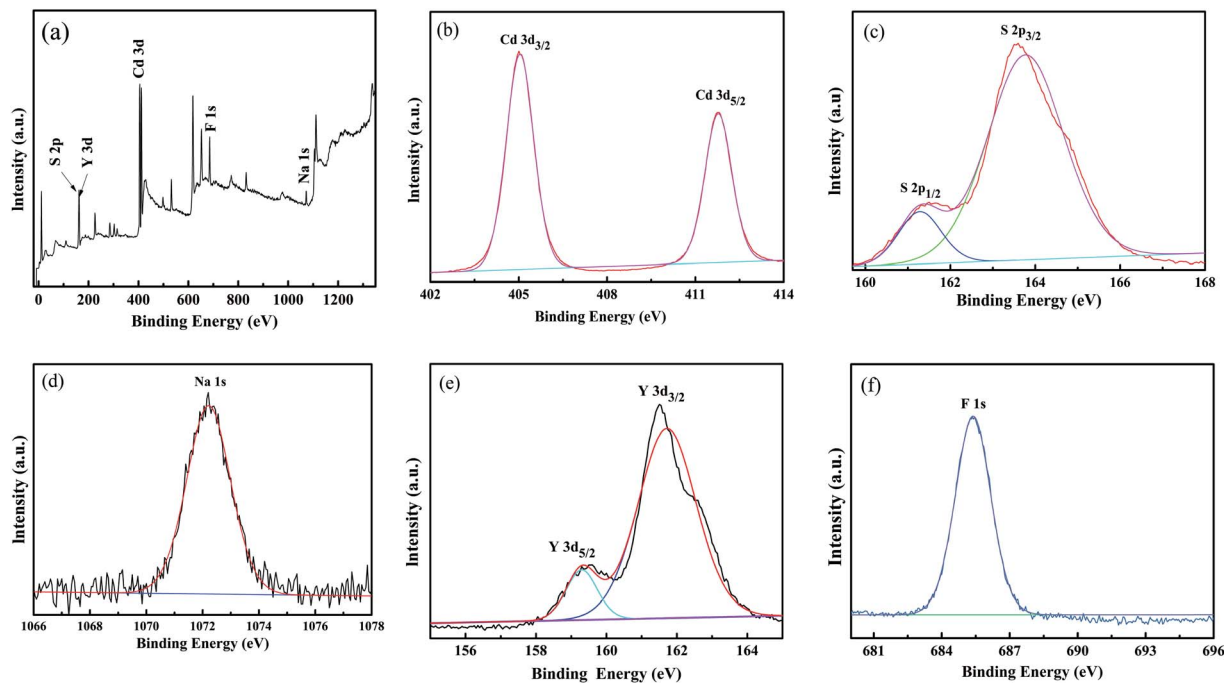 (a)
Intensity (a.u.)
S 2p
Y 3d
Cd 3d
F 1s
Na 1s
0 200 400 600 800 1000 1200
Binding Energy (eV)
(b)
Intensity (a.u.)
Cd 3d3/2
Cd 3d5/2
402 405 408 411 414
Binding Energy (eV)
(c)
Intensity (a.u)
S 2p3/2
S 2p1/2
160 162 164 166 168
Binding Energy (eV)
(d)
Intensity (a.u.)
Na 1s
1066 1068 1070 1072 1074 1076 1078
Binding Energy (eV)
(e)
Intensity (a.u.)
Y 3d3/2
Y 3d5/2
156 158 160 162 164
Binding Energy (eV)
(f)
Intensity (a.u.)
F 1s
681 684 687 690 693 696
Binding Energy (eV)